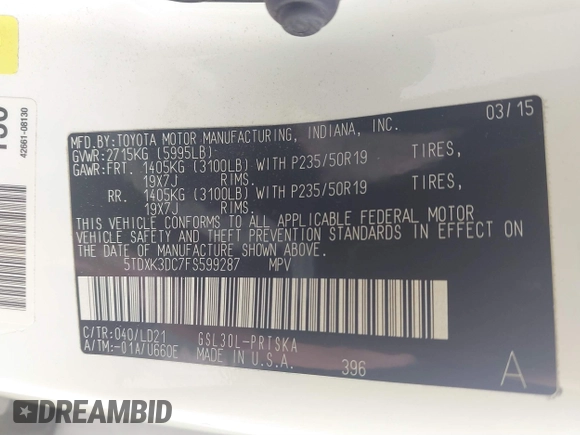 42661-08130
MFD.BY:TOYOTA MOTOR MANUFACTURING, INDIANA, INC. 03/15
GVWR:2715KG (5995LB)
GAWR:FRT. 1405KG (3100LB) WITH P235/50R19 TIRES,
19X7J RIMS.
RR. 1405KG (3100LB) WITH P235/50R19 TIRES,
19X7J RIMS.
THIS VEHICLE CONFORMS TO ALL APPLICABLE FEDERAL MOTOR
VEHICLE SAFETY AND THEFT PREVENTION STANDARDS IN EFFECT ON
THE DATE OF MANUFACTURE SHOWN ABOVE.
5TDXK3DC7FS599287 MPV
C/TR:040/LD21 GSL30L-PRTSKA
A/TM:-01A/U660E MADE IN U.S.A. 396 A
DREAMBID